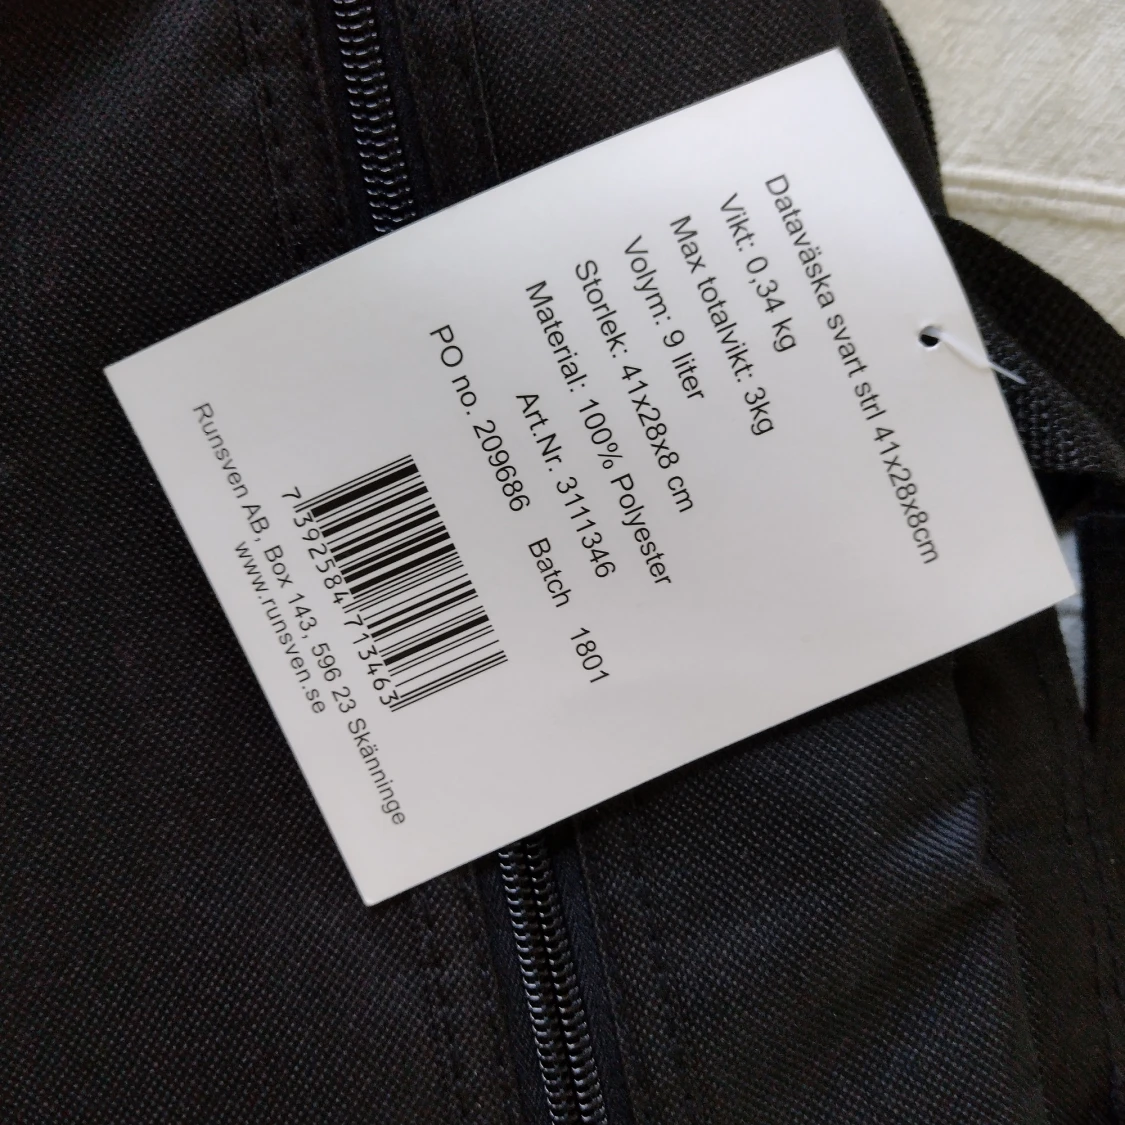 Dataväska svart strl 41x28x8cm
Vikt: 0,34 kg
Max totalvikt: 3kg
Volym: 9 liter
Storlek: 41x28x8 cm
Material: 100% Polyester
Art.Nr. 3111346
PO no. 209686 Batch 1801
7 392584 713463
Runsven AB, Box 143, 596 23 Skänninge
www.runsven.se